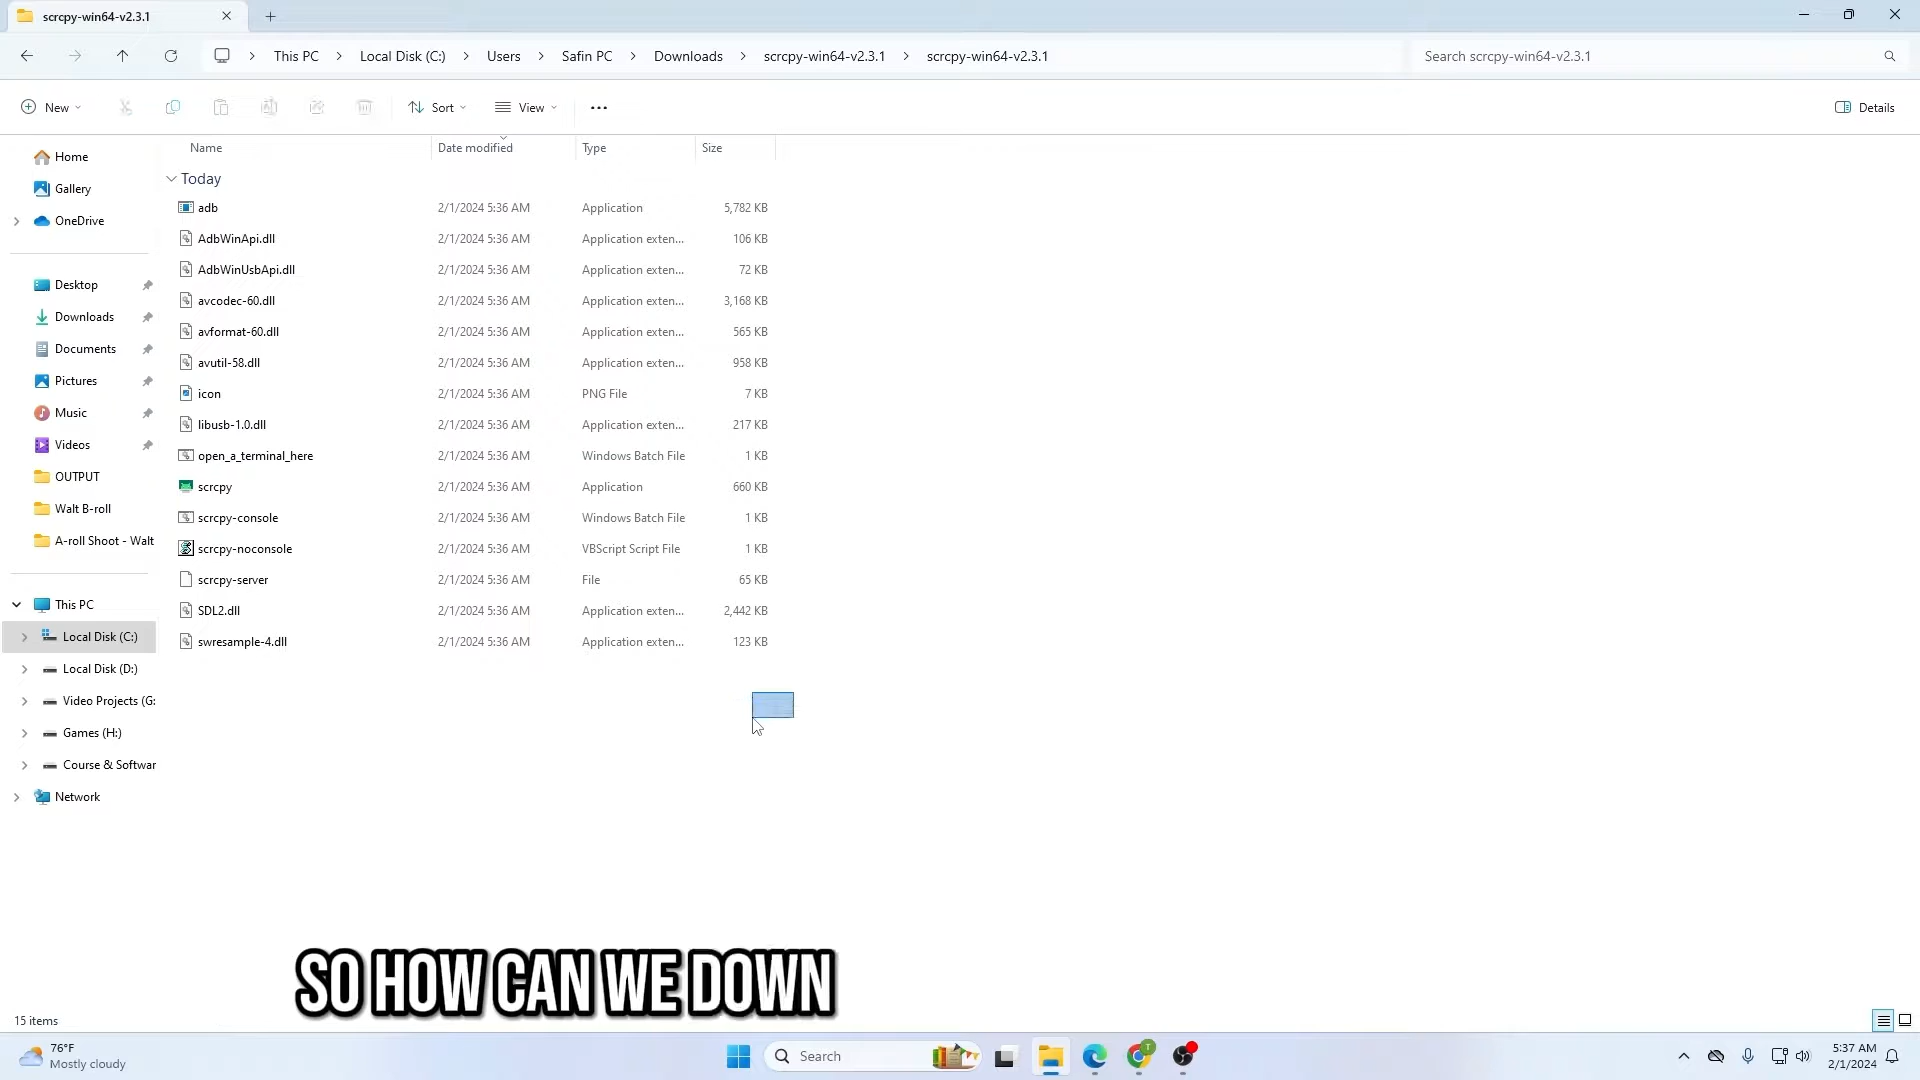 scrcpy-win64-v2.3.1
This PC
Local Disk (C:)
Users
Safin PC
Downloads
scrcpy-win64-v2.3.1
scrcpy-win64-v2.3.1
Search scrcpy-win64-v2.3.1
New
Sort
View
Details
Name
Date modified
Type
Size
Home
Gallery
OneDrive
Desktop
Downloads
Documents
Pictures
Music
Videos
OUTPUT
Walt B-roll
A-roll Shoot - Walt
This PC
Local Disk (C:)
Local Disk (D:)
Video Projects (G:
Games (H:)
Course & Softwar
Network
Today
adb 2/1/2024 5:36 AM Application 5,782 KB
AdbWinApi.dll 2/1/2024 5:36 AM Application exten... 106 KB
AdbWinUsbApi.dll 2/1/2024 5:36 AM Application exten... 72 KB
avcodec-60.dll 2/1/2024 5:36 AM Application exten... 3,168 KB
avformat-60.dll 2/1/2024 5:36 AM Application exten... 565 KB
avutil-58.dll 2/1/2024 5:36 AM Application exten... 958 KB
icon 2/1/2024 5:36 AM PNG File 7 KB
libusb-1.0.dll 2/1/2024 5:36 AM Application exten... 217 KB
open_a_terminal_here 2/1/2024 5:36 AM Windows Batch File 1 KB
scrcpy 2/1/2024 5:36 AM Application 660 KB
scrcpy-console 2/1/2024 5:36 AM Windows Batch File 1 KB
scrcpy-noconsole 2/1/2024 5:36 AM VBScript Script File 1 KB
scrcpy-server 2/1/2024 5:36 AM File 65 KB
SDL2.dll 2/1/2024 5:36 AM Application exten... 2,442 KB
swresample-4.dll 2/1/2024 5:36 AM Application exten... 123 KB
SO HOW CAN WE DOWN
15 items
76°F
Mostly cloudy
Search
T
5:37 AM
2/1/2024